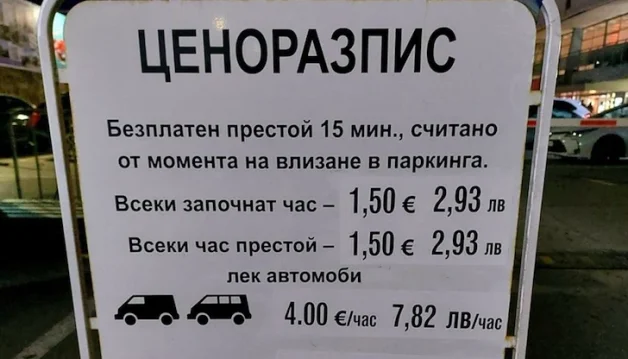 ЦЕНОРАЗПИС
Безплатен престой 15 мин., считано
от момента на влизане в паркинга.
Всеки започнат час – 1,50 € 2,93 лв
Всеки час престой – 1,50 € 2,93 лв
лек автомоби
4.00 €/час 7,82 лв/час